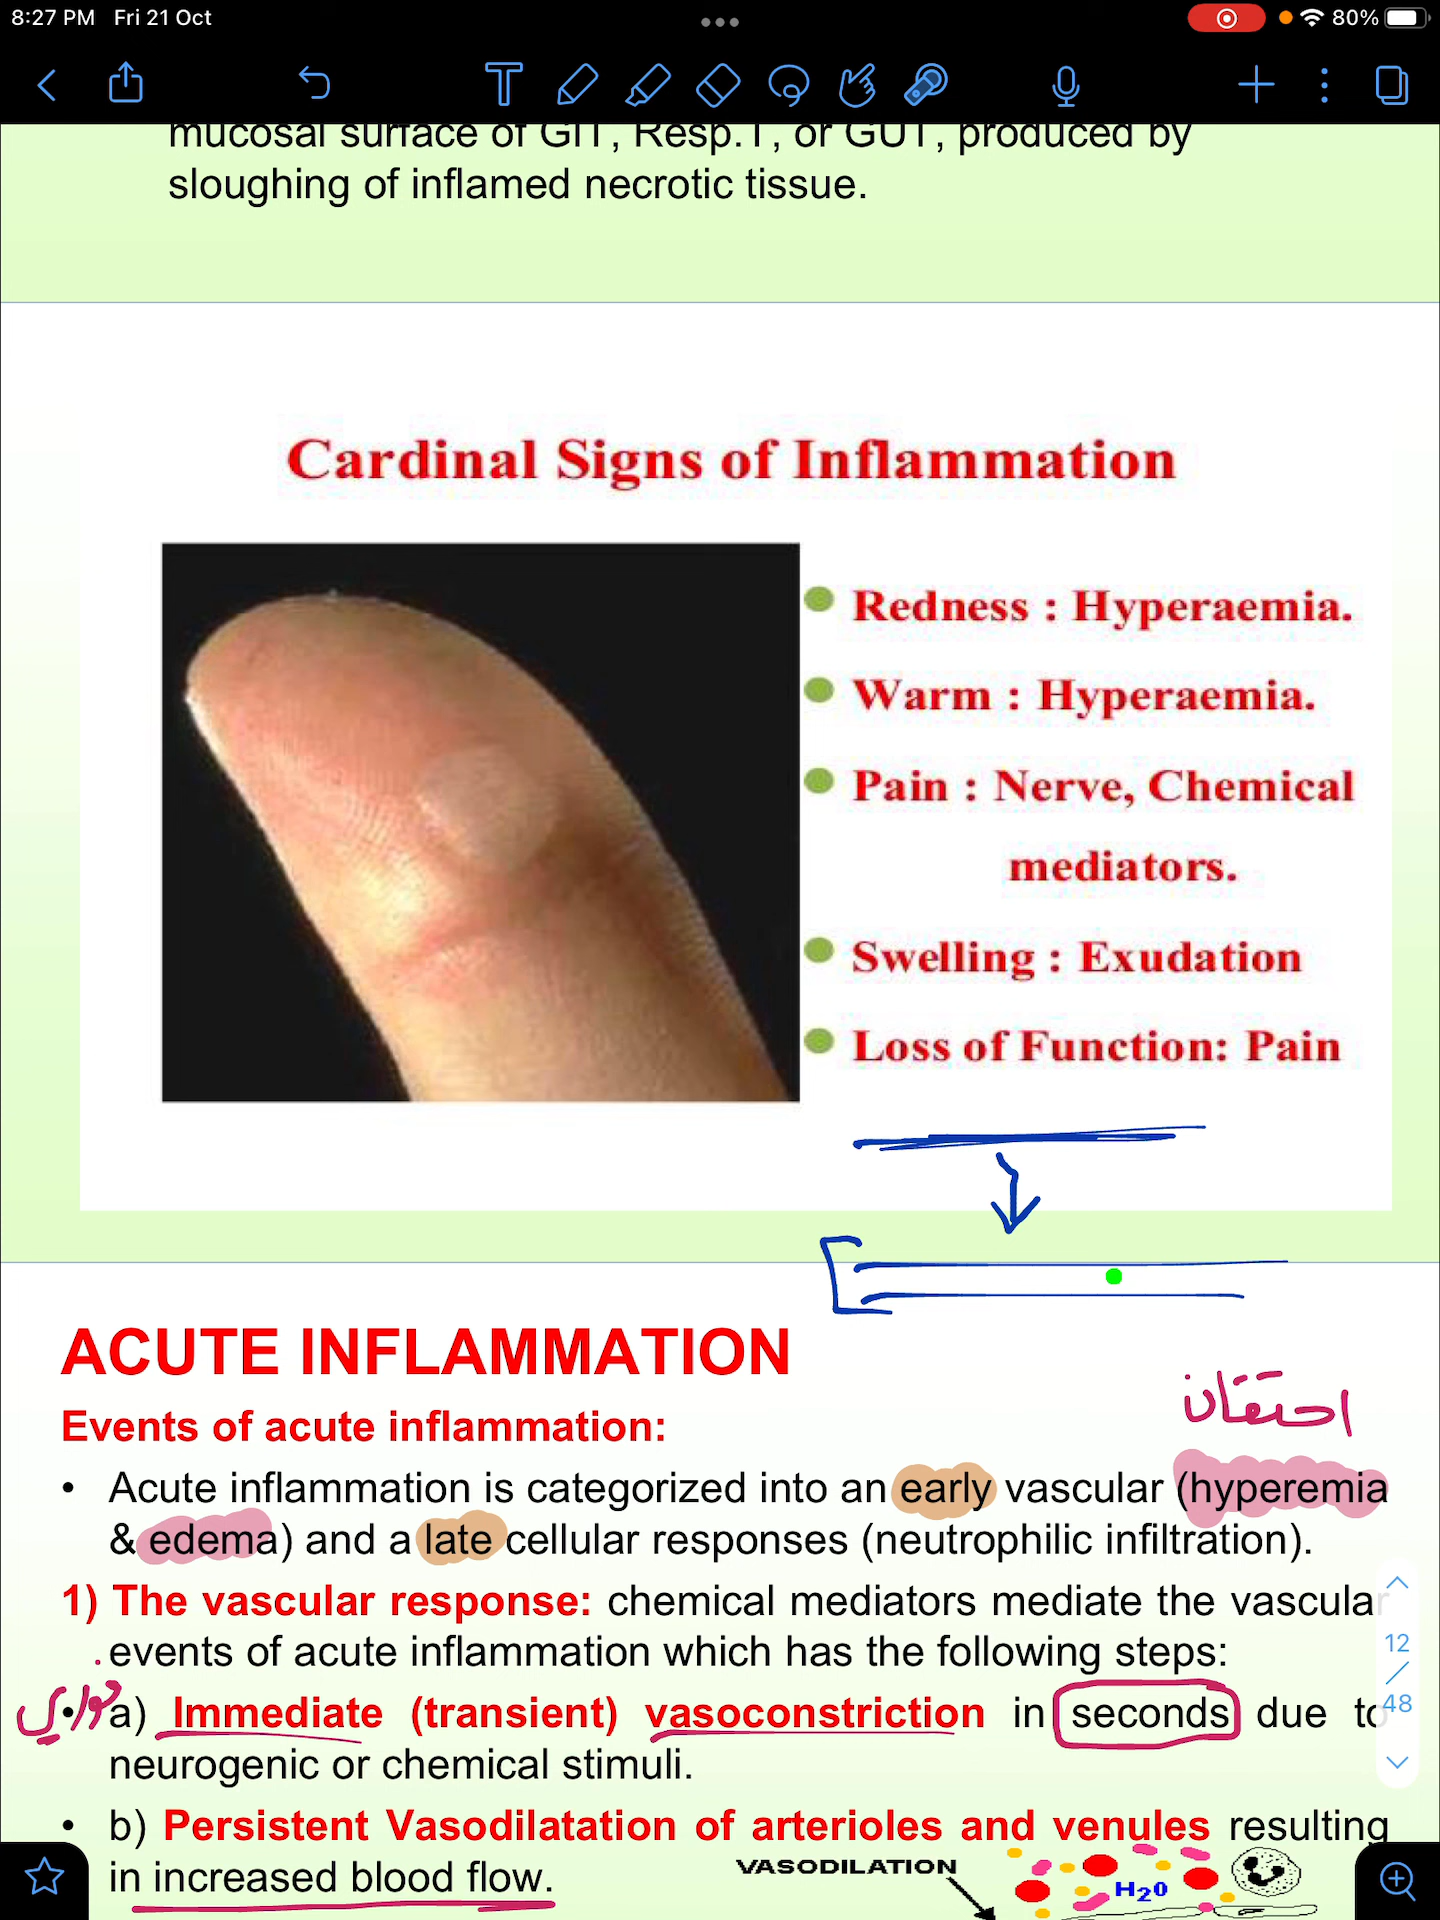 8:27 PM Fri 21 Oct
80%
mucosal surface of GIT, Resp.T, or GUT, produced by
sloughing of inflamed necrotic tissue.
Cardinal Signs of Inflammation
Redness : Hyperaemia.
Warm : Hyperaemia.
Pain : Nerve, Chemical
mediators.
Swelling : Exudation
Loss of Function: Pain
ACUTE INFLAMMATION
احتقان
Events of acute inflammation:
• Acute inflammation is categorized into an early vascular (hyperemia
& edema) and a late cellular responses (neutrophilic infiltration).
1) The vascular response: chemical mediators mediate the vascular
events of acute inflammation which has the following steps:
فوري
• a) Immediate (transient) vasoconstriction in seconds due to
neurogenic or chemical stimuli.
• b) Persistent Vasodilatation of arterioles and venules resulting
in increased blood flow.
VASODILATION
H20
12
/
48